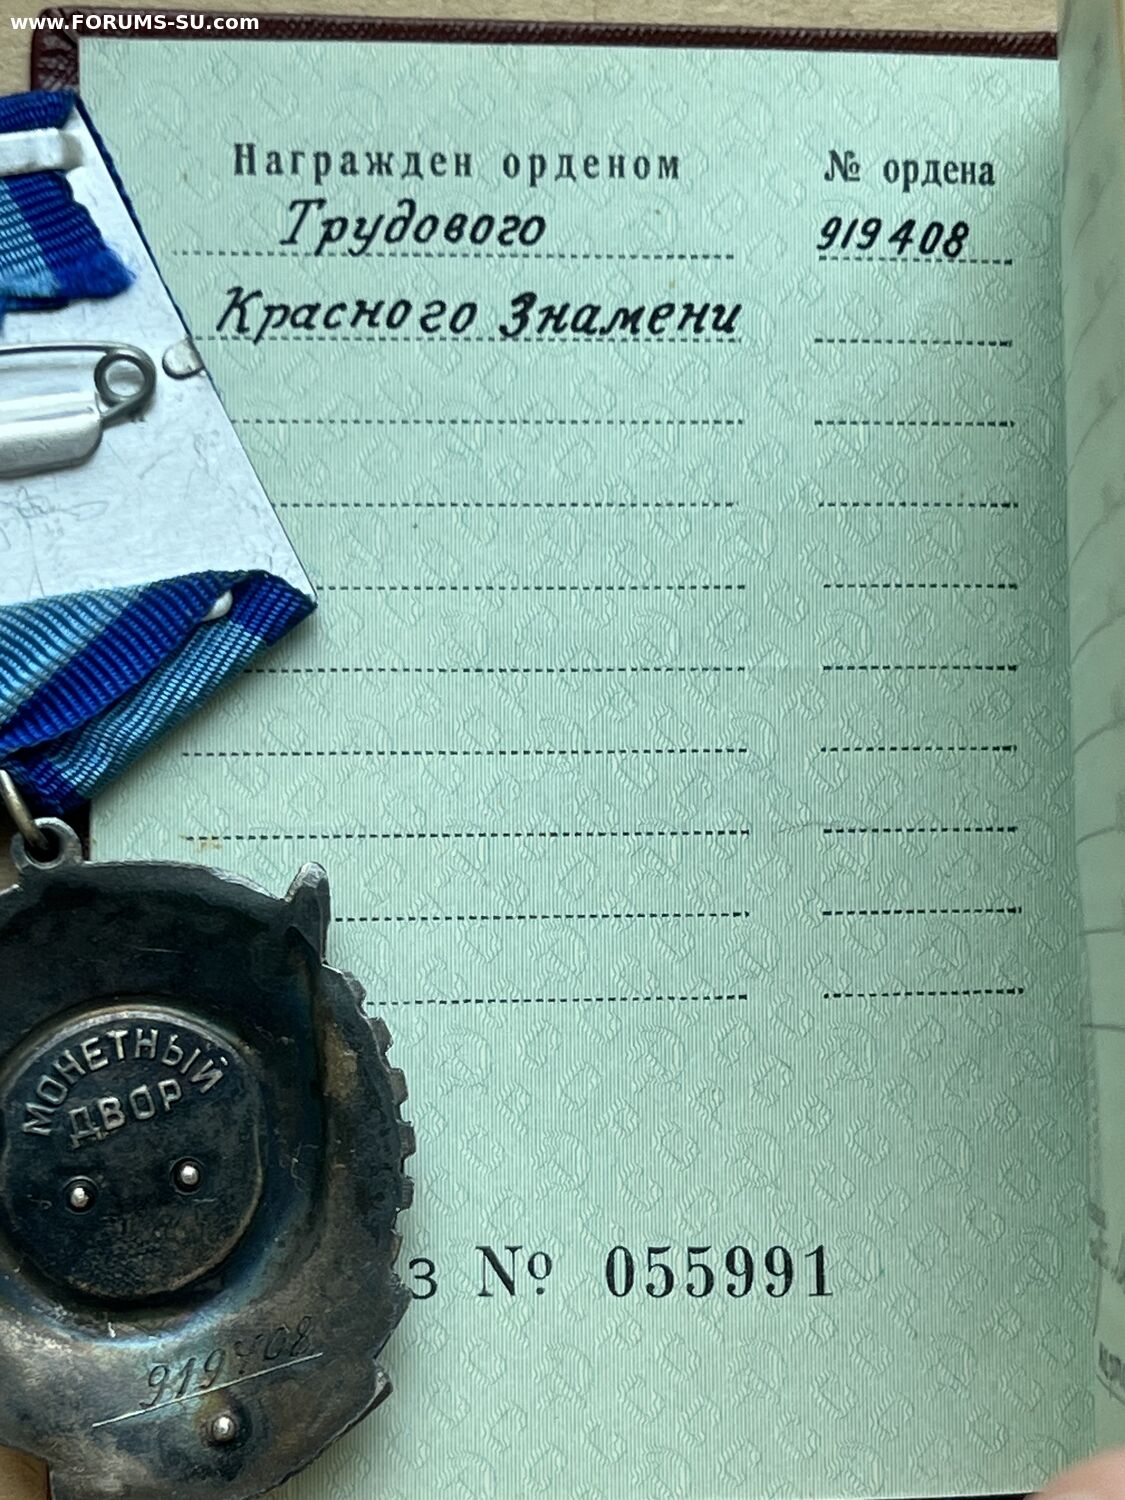 www.FORUMS-SU.com
Награжден орденом № ордена
Трудового 919408
Красного Знамени
МОНЕТНЫЙ
ДВОР
З № 055991
919408